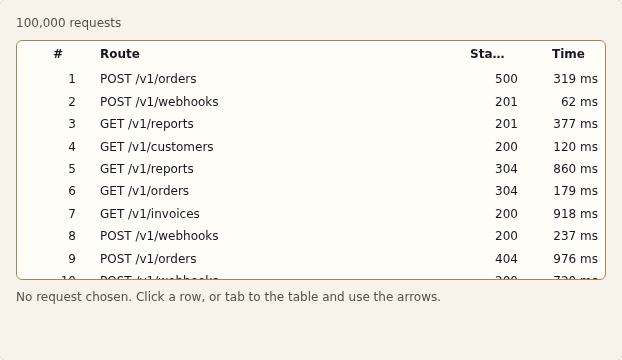 100,000 requests
# Route Sta… Time
1 POST /v1/orders 500 319 ms
2 POST /v1/webhooks 201 62 ms
3 GET /v1/reports 201 377 ms
4 GET /v1/customers 200 120 ms
5 GET /v1/reports 304 860 ms
6 GET /v1/orders 304 179 ms
7 GET /v1/invoices 200 918 ms
8 POST /v1/webhooks 200 237 ms
9 POST /v1/orders 404 976 ms
10 POST /v1/webhooks
No request chosen. Click a row, or tab to the table and use the arrows.